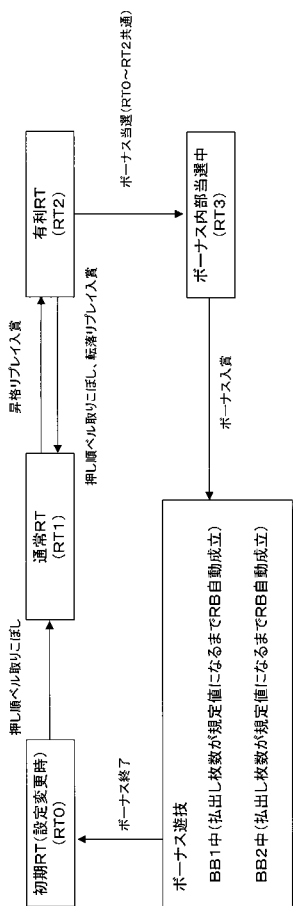 初期RT(設定変更時)
(RT0)
押し順ベル取りこぼし
通常RT
(RT1)
昇格リプレイ入賞
押し順ベル取りこぼし、転落リプレイ入賞
有利RT
(RT2)
ボーナス当選(RT0～RT2共通)
ボーナス内部当選中
(RT3)
ボーナス入賞
ボーナス遊技
BB1中(払出し枚数が規定値になるまでRB自動成立)
BB2中(払出し枚数が規定値になるまでRB自動成立)
ボーナス終了